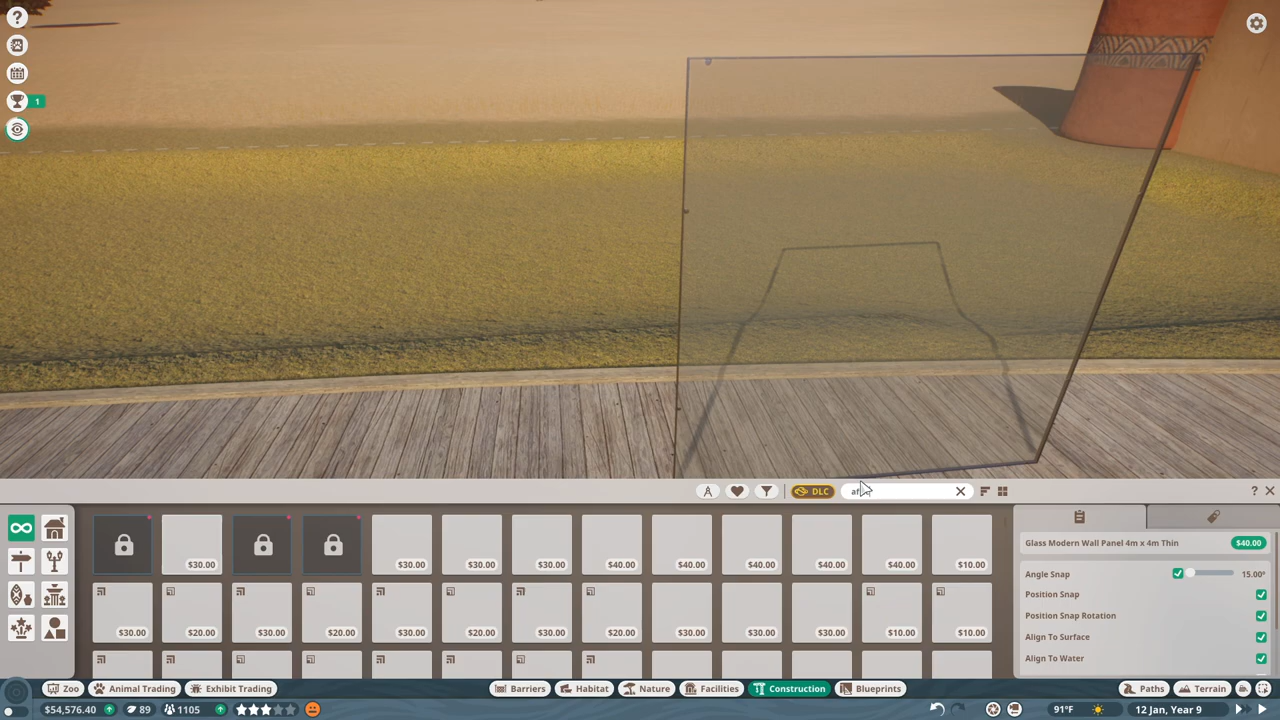 1
DLC
$30.00 $30.00 $30.00 $40.00 $40.00 $40.00 $40.00 $40.00 $10.00
$30.00 $20.00 $30.00 $20.00 $30.00 $20.00 $30.00 $20.00 $30.00 $30.00 $30.00 $10.00 $10.00
Glass Modern Wall Panel 4m x 4m Thin $40.00
Angle Snap 15.00°
Position Snap
Position Snap Rotation
Align To Surface
Align To Water
Zoo Animal Trading Exhibit Trading Barriers Habitat Nature Facilities Construction Blueprints Paths Terrain
$54,576.40 89 1105 91°F 12 Jan, Year 9